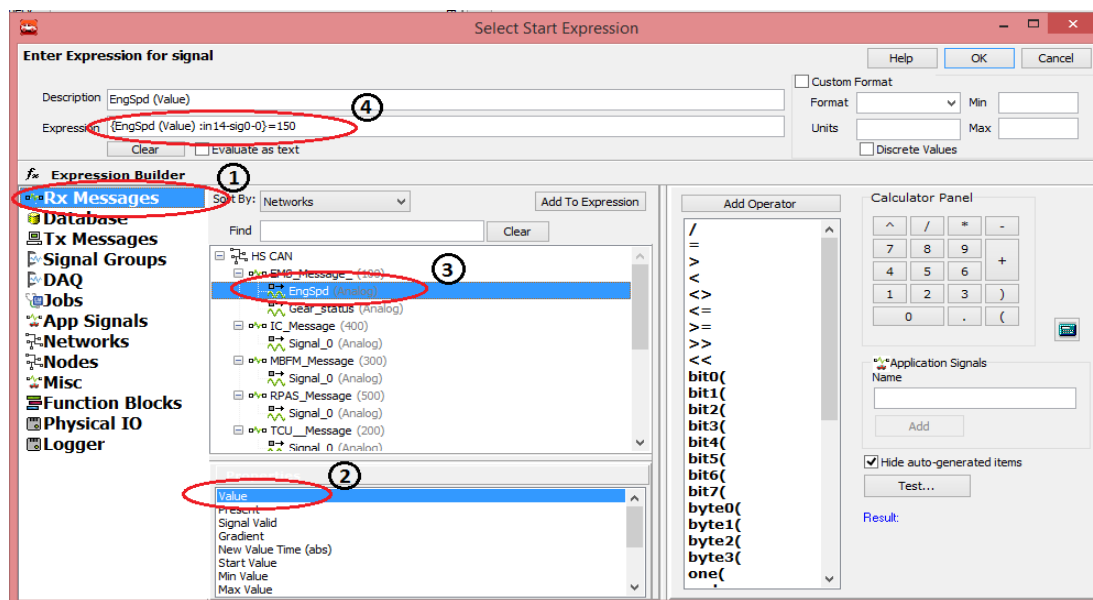 Select Start Expression
Enter Expression for signal
Help
OK
Cancel
Custom Format
Description EngSpd (Value)
4
Format
Min
Expression {EngSpd (Value) :in14-sig0-0}=150
Units
Max
Clear
Evaluate as text
Discrete Values
fx Expression Builder
1
Rx Messages
Database
Tx Messages
Signal Groups
DAQ
Jobs
App Signals
Networks
Nodes
Misc
Function Blocks
Physical IO
Logger
Sort By: Networks
Add To Expression
Find
Clear
HS CAN
EMS_Message_ (100)
3
EngSpd (Analog)
Gear_status (Analog)
IC_Message (400)
Signal_0 (Analog)
MBFM_Message (300)
Signal_0 (Analog)
RPAS_Message (500)
Signal_0 (Analog)
TCU__Message (200)
Signal_0 (Analog)
Properties
2
Value
Present
Signal Valid
Gradient
New Value Time (abs)
Start Value
Min Value
Max Value
Add Operator
/
=
>
<
<>
<=
>=
>>
<<
bit0(
bit1(
bit2(
bit3(
bit4(
bit5(
bit6(
bit7(
byte0(
byte1(
byte2(
byte3(
one(
Calculator Panel
^ / * -
7 8 9 +
4 5 6
1 2 3 )
0 . (
Application Signals
Name
Add
Hide auto-generated items
Test...
Result: